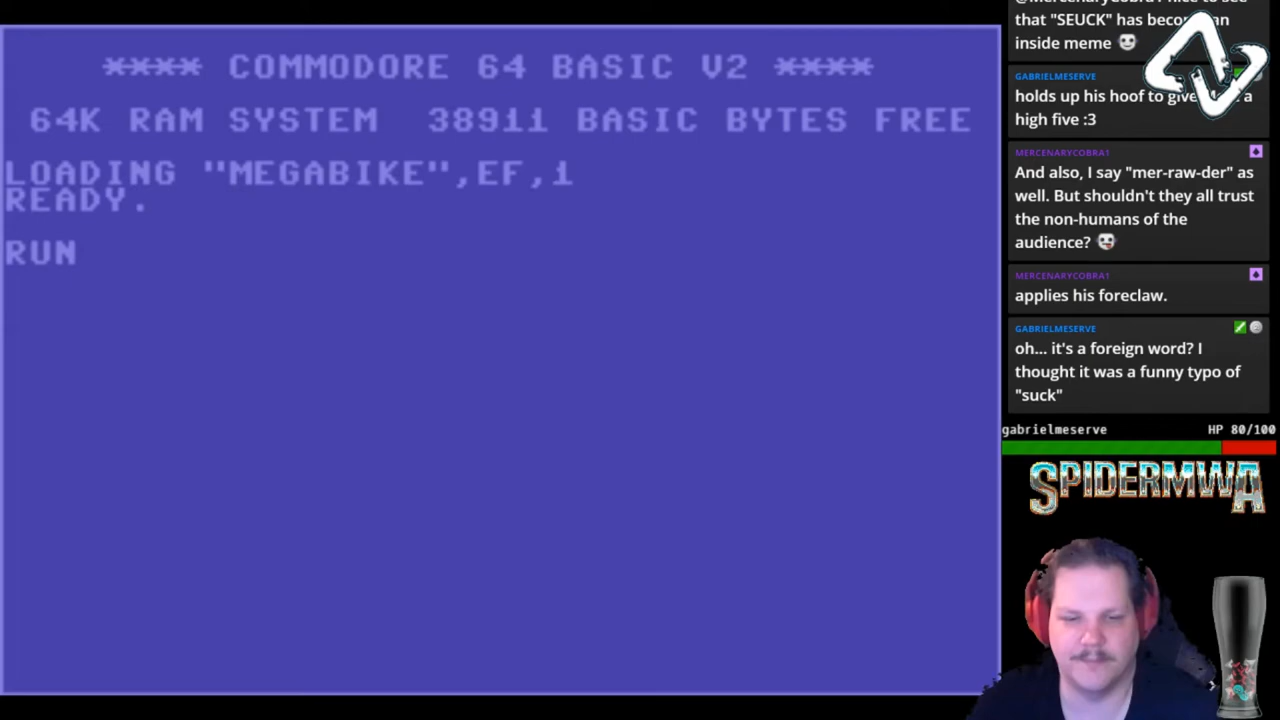 **** COMMODORE 64 BASIC V2 ****
64K RAM SYSTEM 38911 BASIC BYTES FREE
LOADING "MEGABIKE",EF,1
READY.
RUN
that "SEUCK" has become an
inside meme
GABRIELMESERVE
holds up his hoof to give a
high five :3
MERCENARYCOBRA1
And also, I say "mer-raw-der" as
well. But shouldn't they all trust
the non-humans of the
audience?
MERCENARYCOBRA1
applies his foreclaw.
GABRIELMESERVE
oh... it's a foreign word? I
thought it was a funny typo of
"suck"
gabrielmeserve HP 80/100
SPIDERMWA